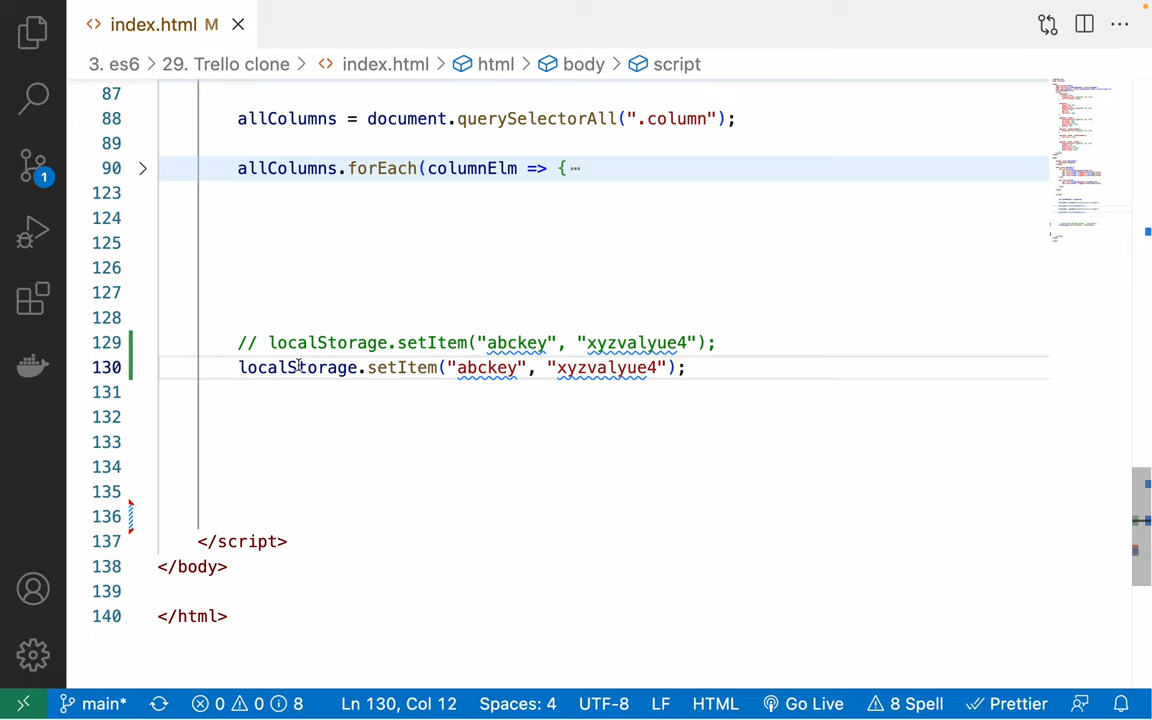 index.html M
3. es6 > 29. Trello clone > index.html > html > body > script
87
88 allColumns = document.querySelectorAll(".column");
89
90 allColumns.forEach(columnElm => {…
123
124
125
126
127
128
129 // localStorage.setItem("abckey", "xyzvalyue4");
130 localStorage.setItem("abckey", "xyzvalyue4");
131
132
133
134
135
136
137 </script>
138 </body>
139
140 </html>
1
main* 0 0 8 Ln 130, Col 12 Spaces: 4 UTF-8 LF HTML Go Live 8 Spell Prettier